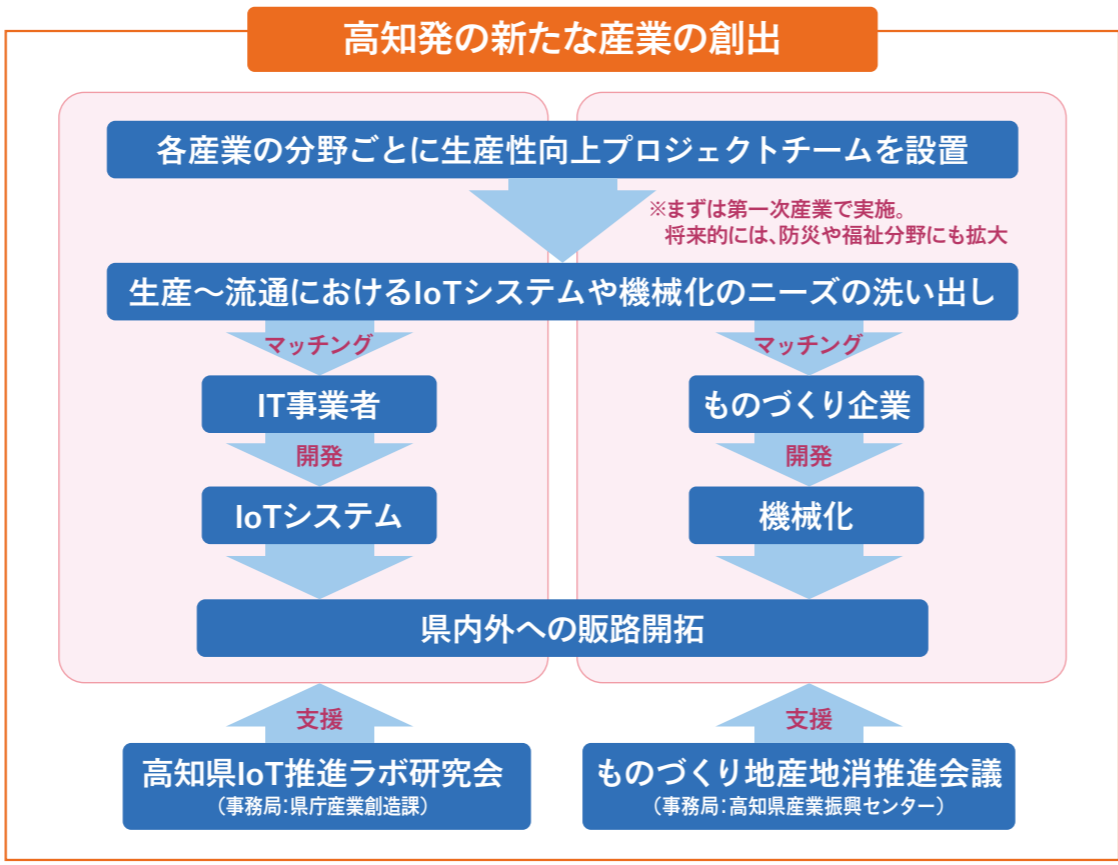 高知発の新たな産業の創出
各産業の分野ごとに生産性向上プロジェクトチームを設置
※まずは第一次産業で実施。
将来的には、防災や福祉分野にも拡大
生産～流通におけるIoTシステムや機械化のニーズの洗い出し
マッチング
IT事業者
開発
IoTシステム
マッチング
ものづくり企業
開発
機械化
県内外への販路開拓
支援
高知県IoT推進ラボ研究会
（事務局：県庁産業創造課）
支援
ものづくり地産地消推進会議
（事務局：高知県産業振興センター）